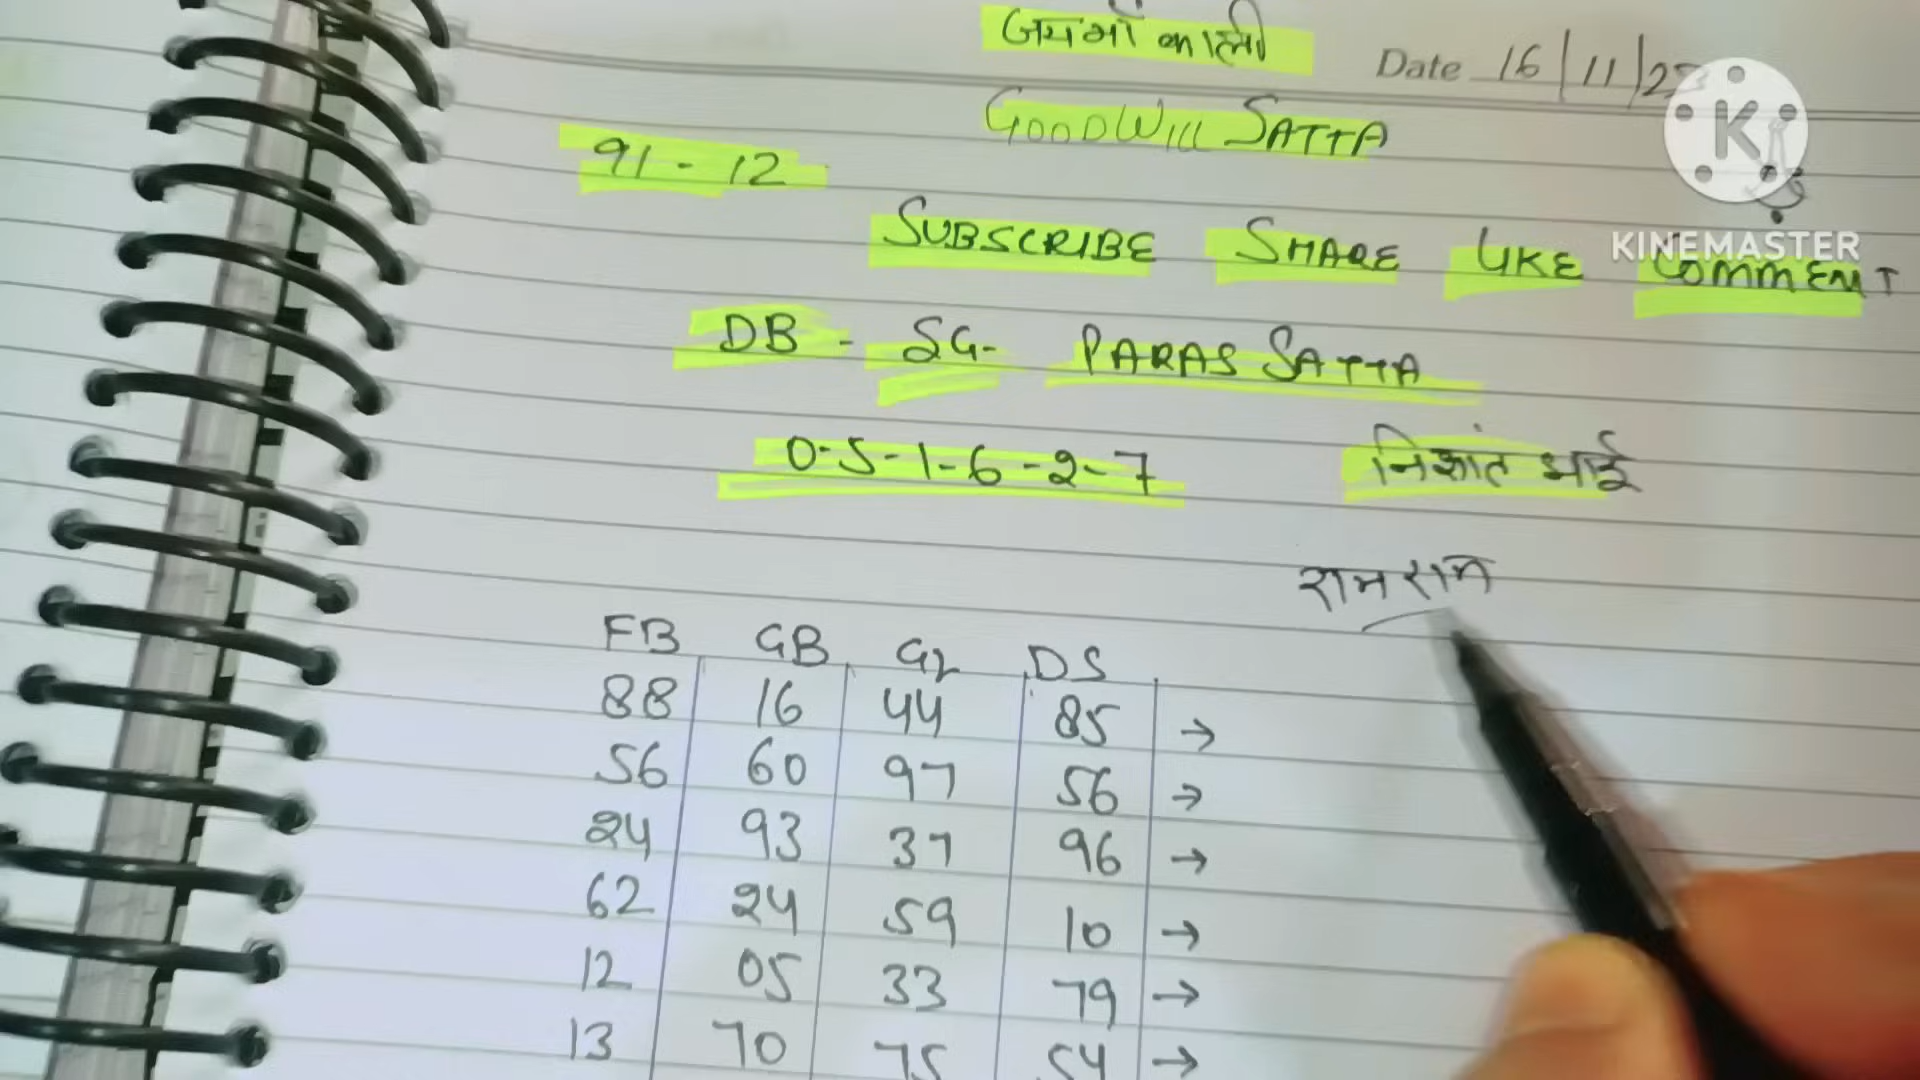 जय माँ काली
Date 16/11/2
GOODWILL SATTA
91 - 12
KINEMASTER
SUBSCRIBE SHARE LIKE COMMENT
DB - SG - PARAS SATTA
0-5-1-6-2-7 निशांत भाई
राम राम
FB GB GL DS
88 16 44 85 →
56 60 97 56 →
24 93 37 96 →
62 24 59 10 →
12 05 33 79 →
13 70 75 54 →